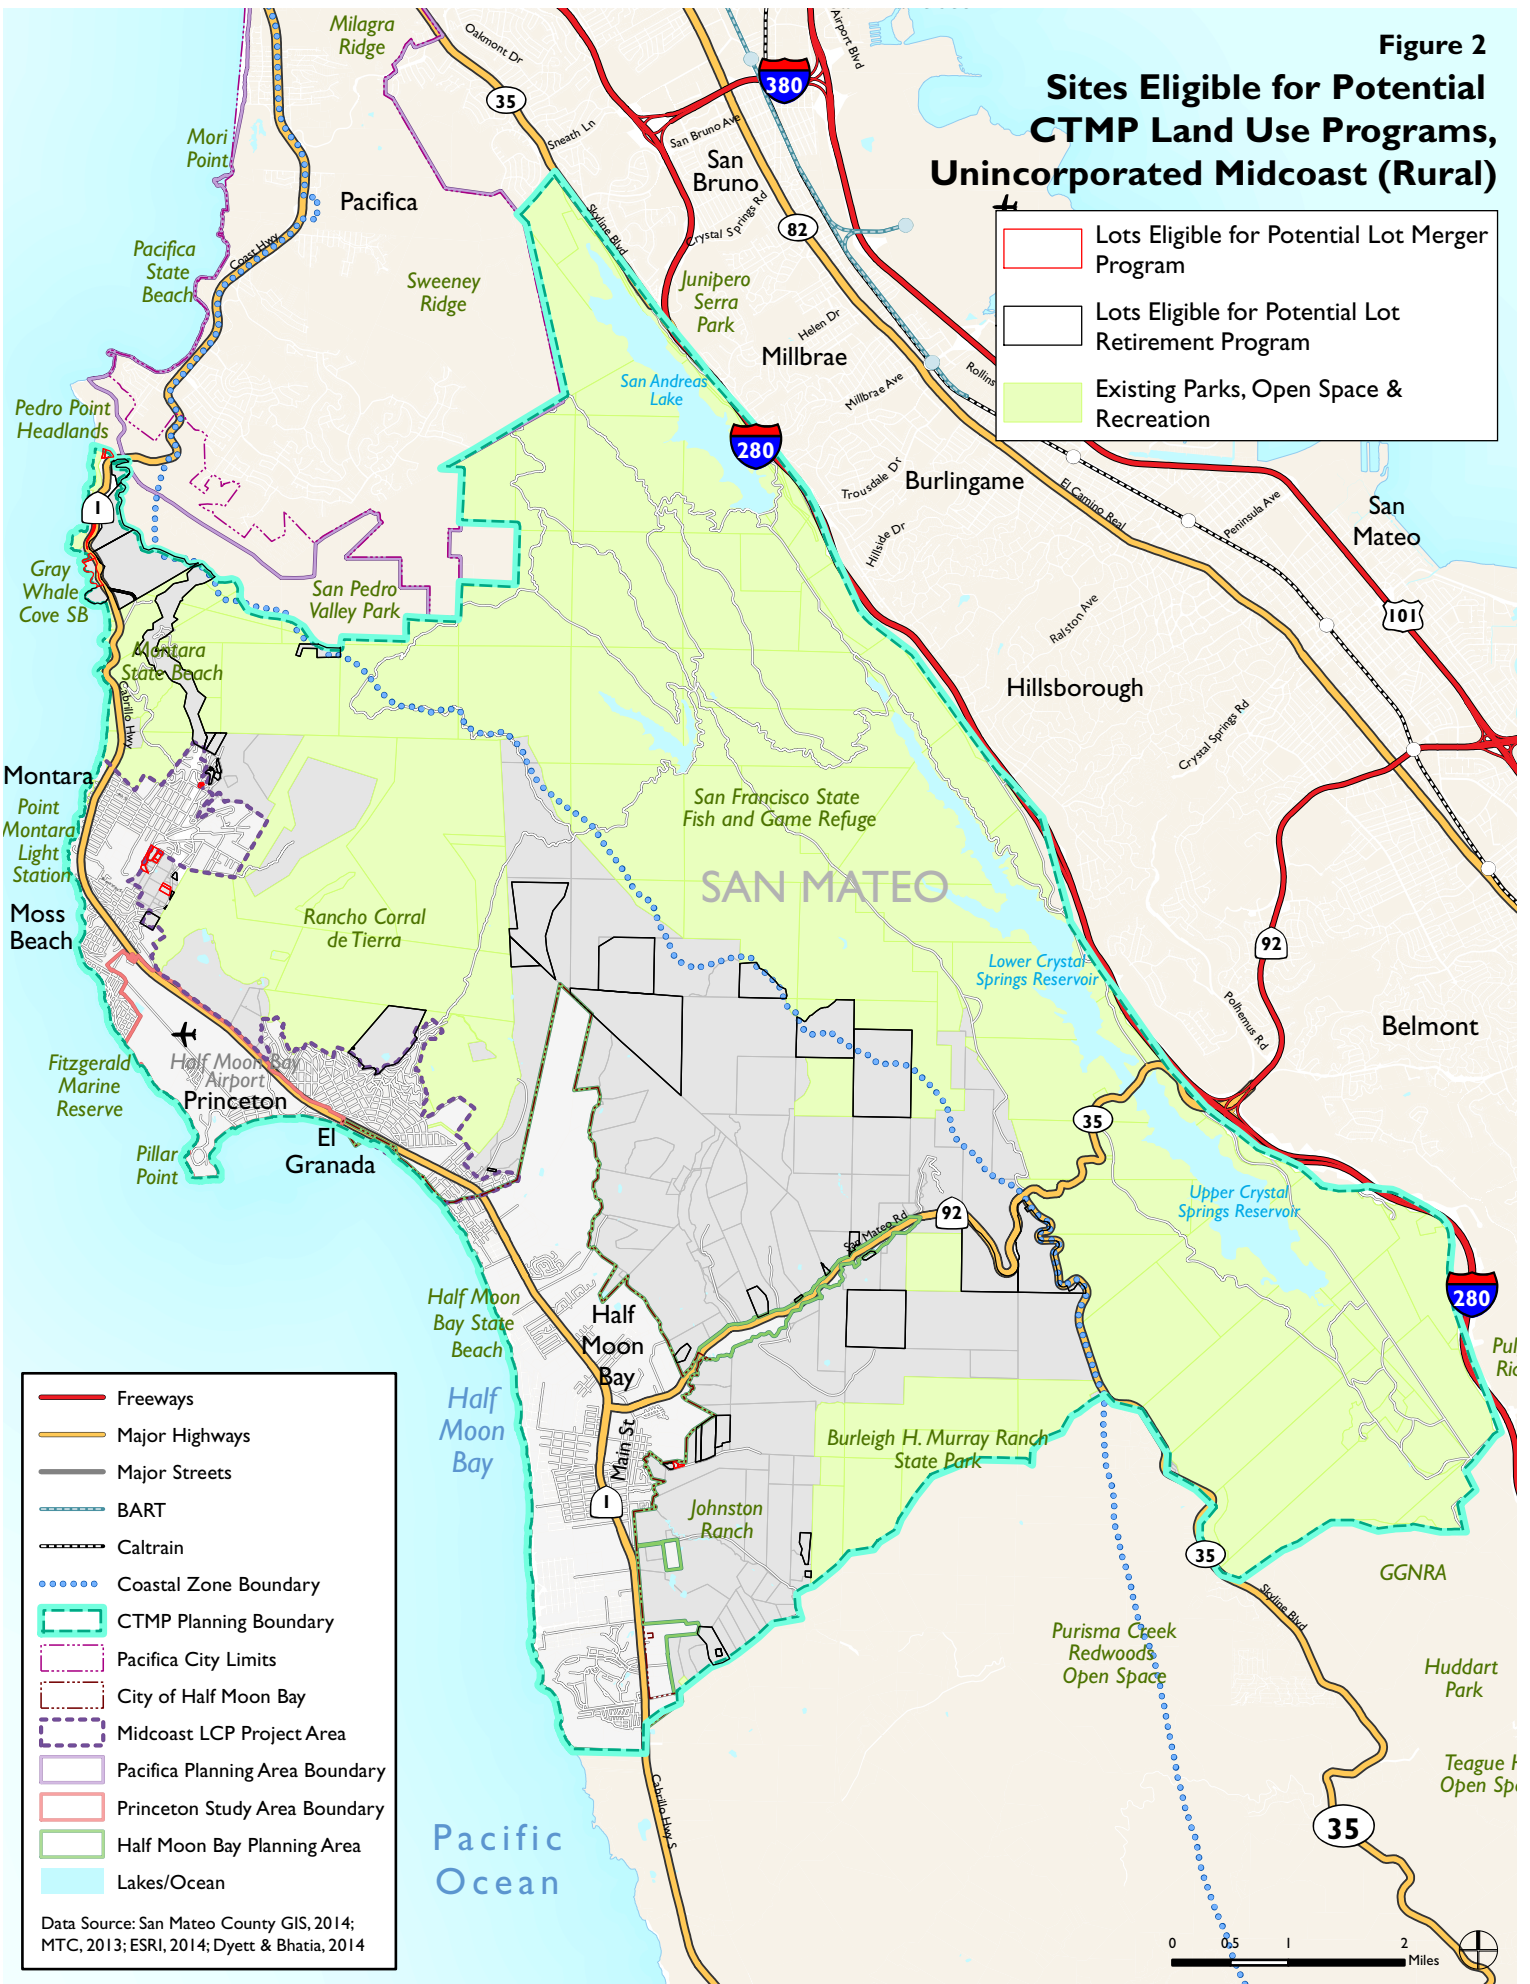 Figure 2
Sites Eligible for Potential
CTMP Land Use Programs,
Unincorporated Midcoast (Rural)
Lots Eligible for Potential Lot Merger
Program
Lots Eligible for Potential Lot
Retirement Program
Existing Parks, Open Space &
Recreation
Milagra
Ridge
Oakmont Dr
35
Sneath Ln
380
Airport Blvd
San Bruno Ave
San
Bruno
Mori
Point
Pacifica
Skyline Blvd
Crystal Springs Rd
82
Coast Hwy
Pacifica
State
Beach
Sweeney
Ridge
Junipero
Serra
Park
Helen Dr
Millbrae
San Andreas
Lake
Millbrae Ave
Rollins
Pedro Point
Headlands
280
Trousdale Dr
Burlingame
El Camino Real
Peninsula Ave
San
Mateo
1
Hillside Dr
Gray
Whale
Cove SB
San Pedro
Valley Park
Ralston Ave
101
Montara
State Beach
Cabrillo Hwy
Hillsborough
Crystal Springs Rd
Montara
Point
Montara
Light
Station
San Francisco State
Fish and Game Refuge
SAN MATEO
Moss
Beach
Rancho Corral
de Tierra
92
Lower Crystal
Springs Reservoir
Polhemus Rd
Belmont
Fitzgerald
Marine
Reserve
Half Moon Bay
Airport
Princeton
El
Granada
Pillar
Point
35
Upper Crystal
Springs Reservoir
92
San Mateo Rd
280
Half Moon
Bay State
Beach
Half
Moon
Bay
Half
Moon
Bay
Main St
Burleigh H. Murray Ranch
State Park
1
Johnston
Ranch
35
GGNRA
Skyline Blvd
Purisma Creek
Redwoods
Open Space
Huddart
Park
Teague
Open
35
Cabrillo Hwy S
Pacific
Ocean
Freeways
Major Highways
Major Streets
BART
Caltrain
Coastal Zone Boundary
CTMP Planning Boundary
Pacifica City Limits
City of Half Moon Bay
Midcoast LCP Project Area
Pacifica Planning Area Boundary
Princeton Study Area Boundary
Half Moon Bay Planning Area
Lakes/Ocean
Data Source: San Mateo County GIS, 2014;
MTC, 2013; ESRI, 2014; Dyett & Bhatia, 2014
0 0.5 1 2
Miles